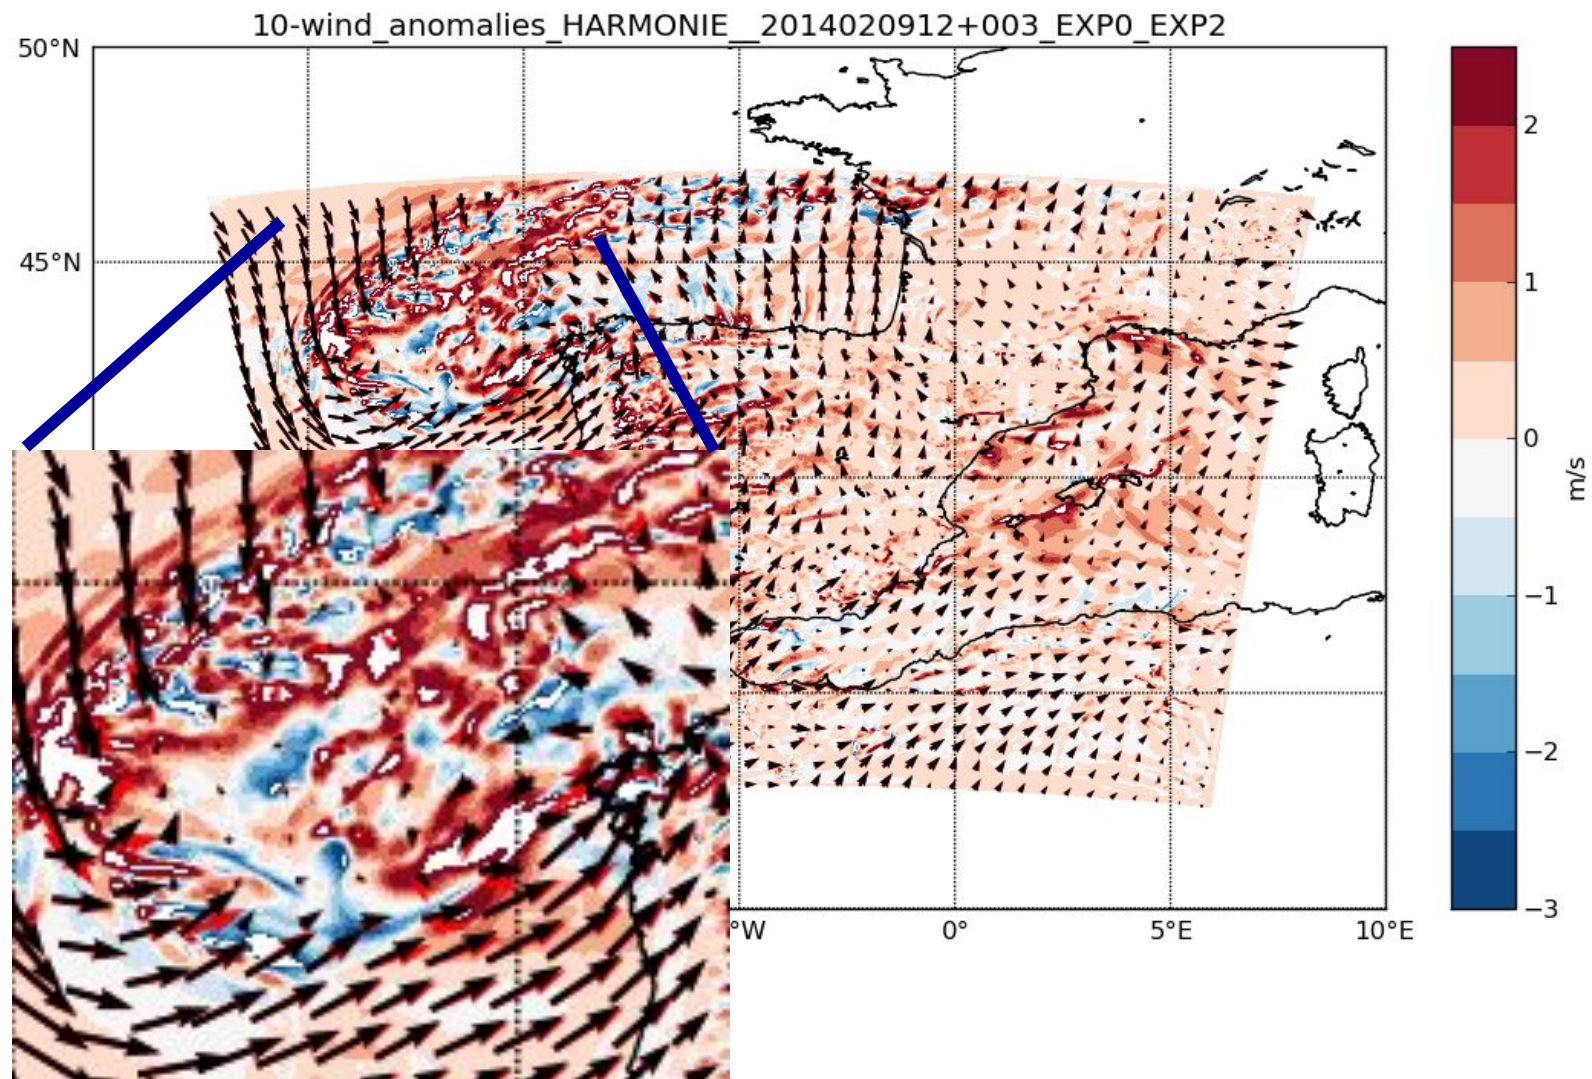 10-wind_anomalies_HARMONIE__2014020912+003_EXP0_EXP2
50°N
45°N
°W
0°
5°E
10°E
2
1
0
−1
−2
−3
m/s